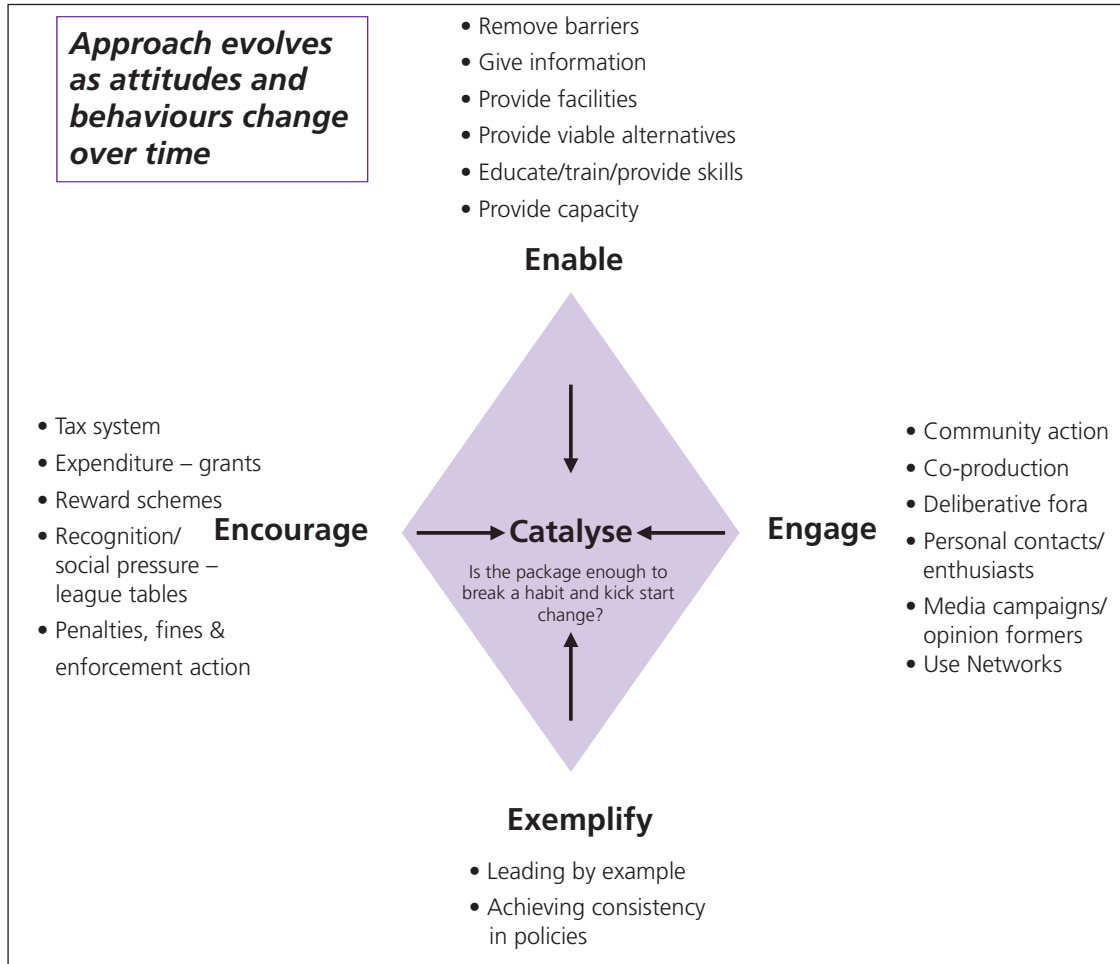 Approach evolves
as attitudes and
behaviours change
over time
• Remove barriers
• Give information
• Provide facilities
• Provide viable alternatives
• Educate/train/provide skills
• Provide capacity
Enable
• Tax system
• Expenditure – grants
• Reward schemes
• Recognition/
social pressure –
league tables
• Penalties, fines &
enforcement action
Encourage
Catalyse
Is the package enough to
break a habit and kick start
change?
Engage
• Community action
• Co-production
• Deliberative fora
• Personal contacts/
enthusiasts
• Media campaigns/
opinion formers
• Use Networks
Exemplify
• Leading by example
• Achieving consistency
in policies